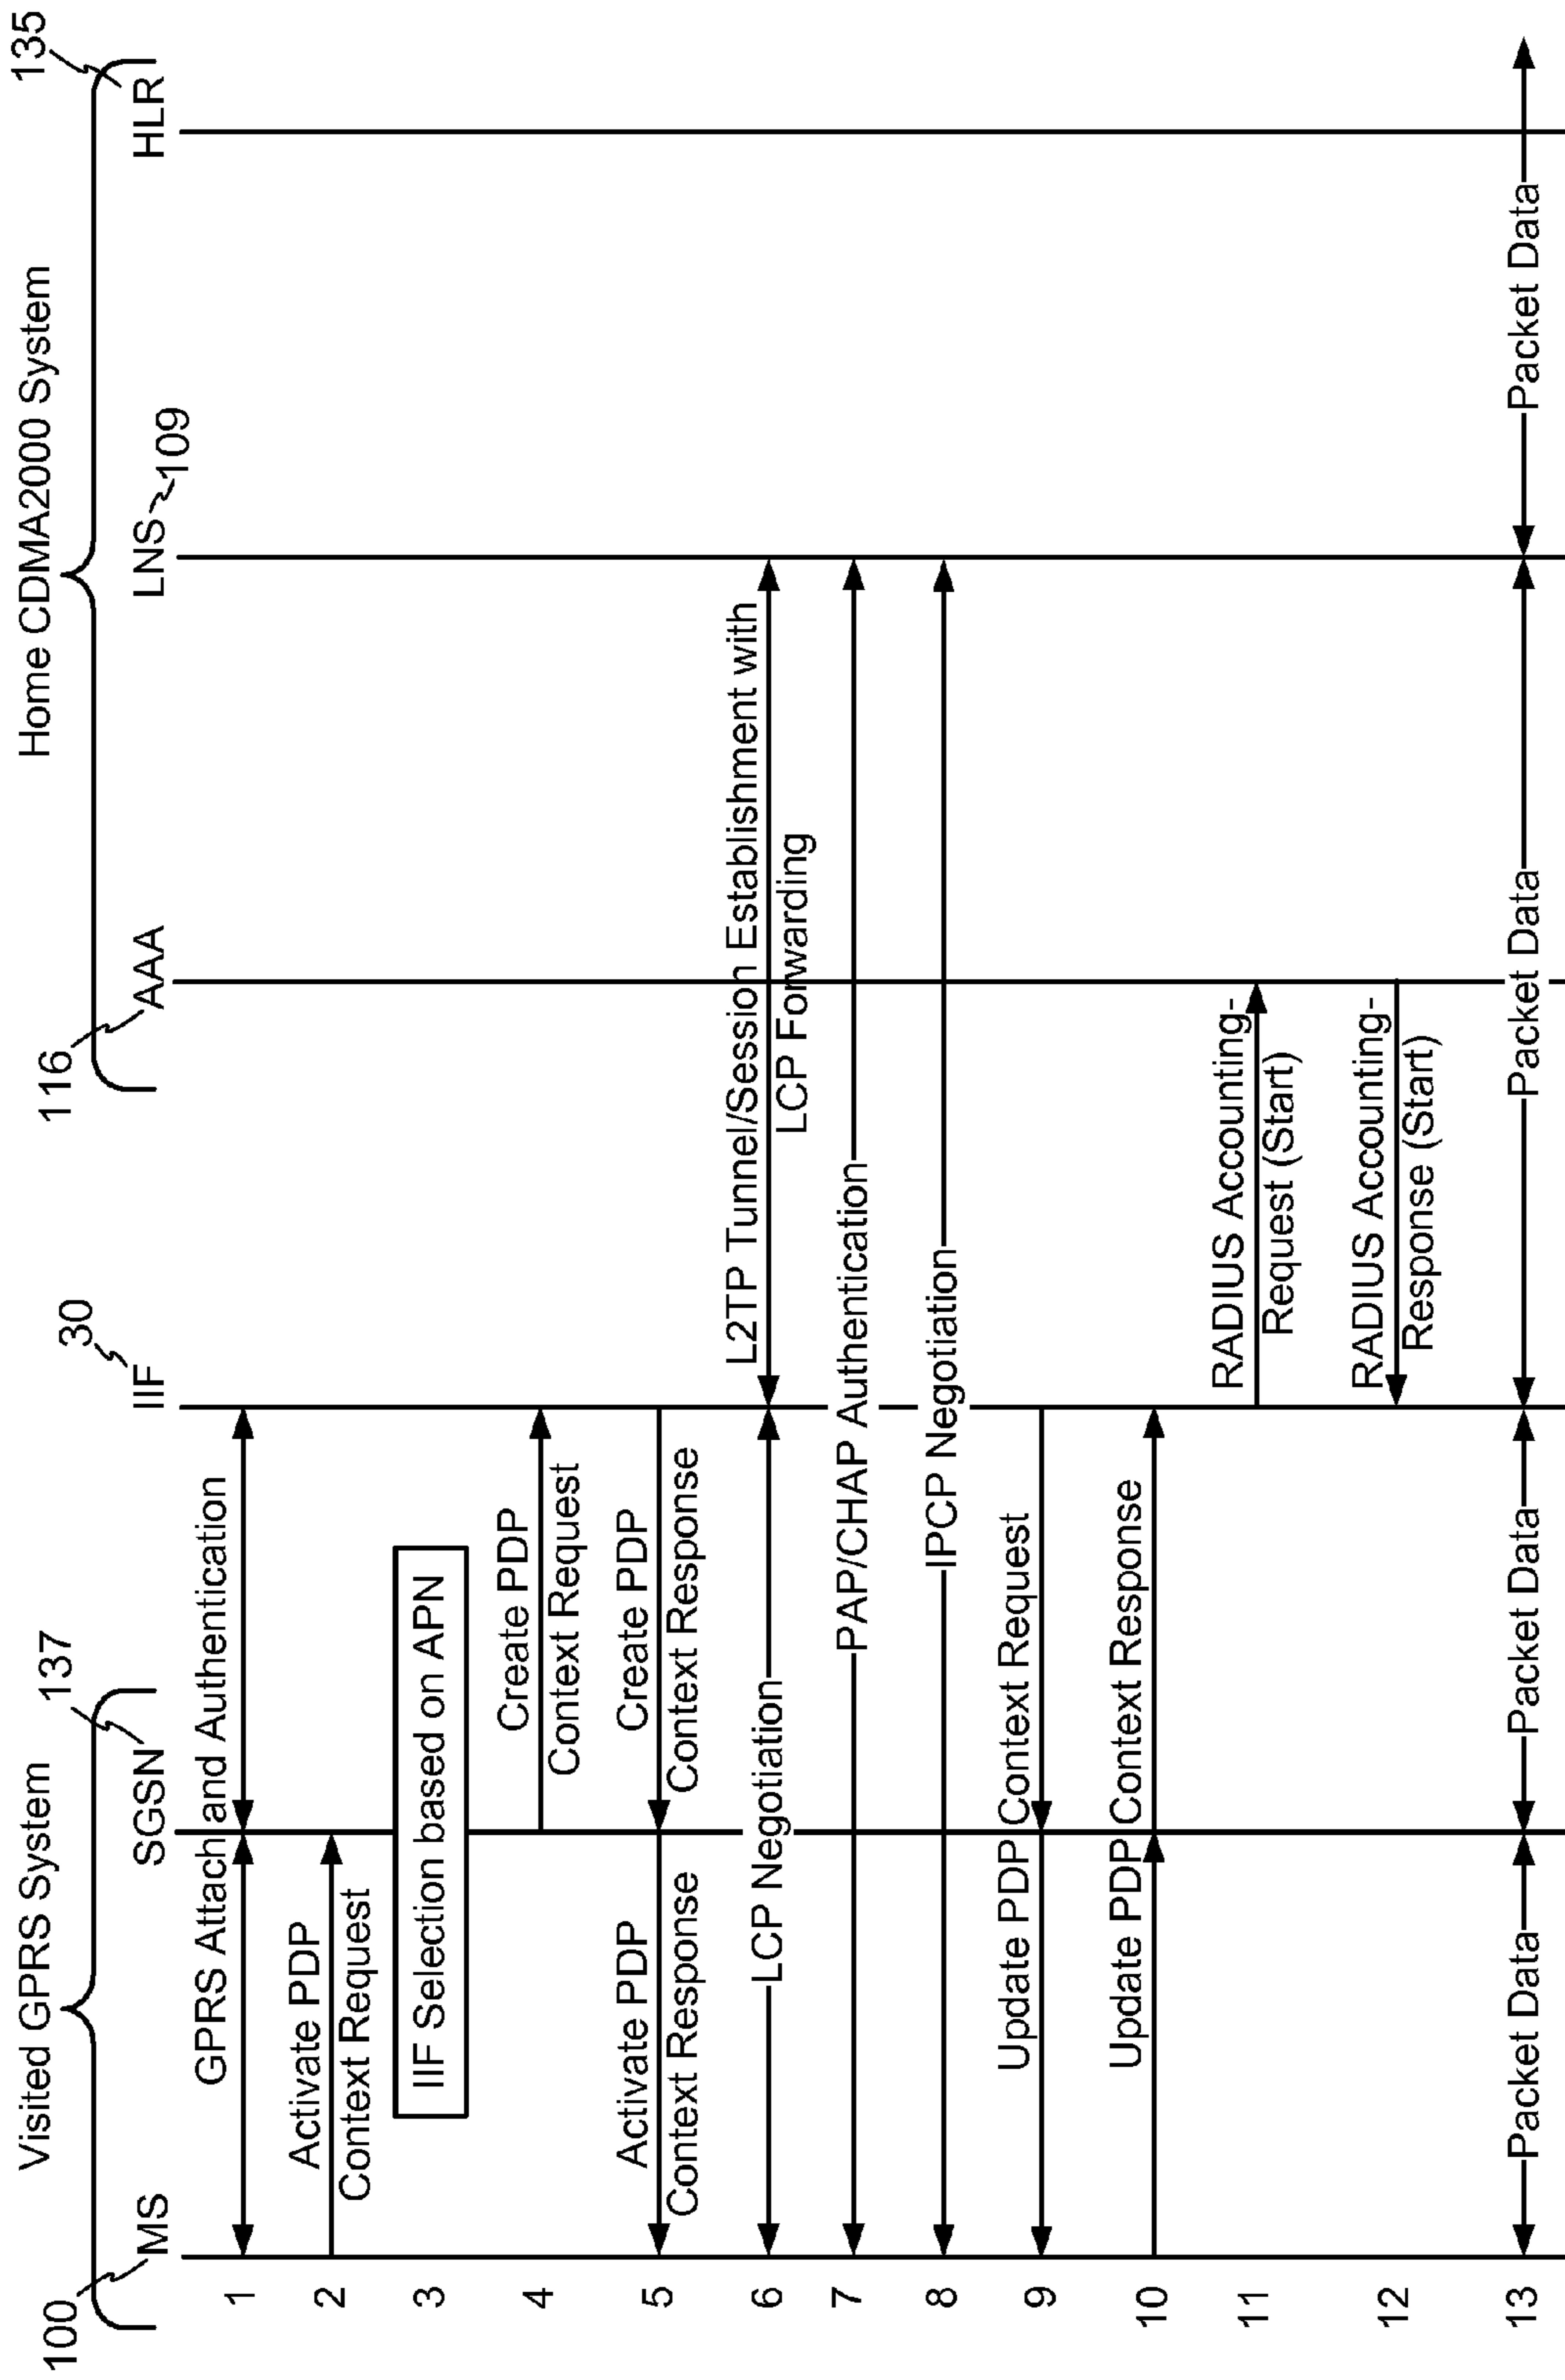 Visited GPRS System
Home CDMA2000 System
100
MS
SGSN
137
IIF
30
116
AAA
LNS
109
HLR
135
1
GPRS Attach and Authentication
2
Activate PDP
Context Request
3
IIF Selection based on APN
4
Create PDP
Context Request
5
Activate PDP
Context Response
Create PDP
Context Response
6
LCP Negotiation
L2TP Tunnel/Session Establishment with
LCP Forwarding
7
PAP/CHAP Authentication
8
IPCP Negotiation
9
Update PDP Context Request
10
Update PDP Context Response
11
RADIUS Accounting-
Request (Start)
12
RADIUS Accounting-
Response (Start)
13
Packet Data
Packet Data
Packet Data
Packet Data